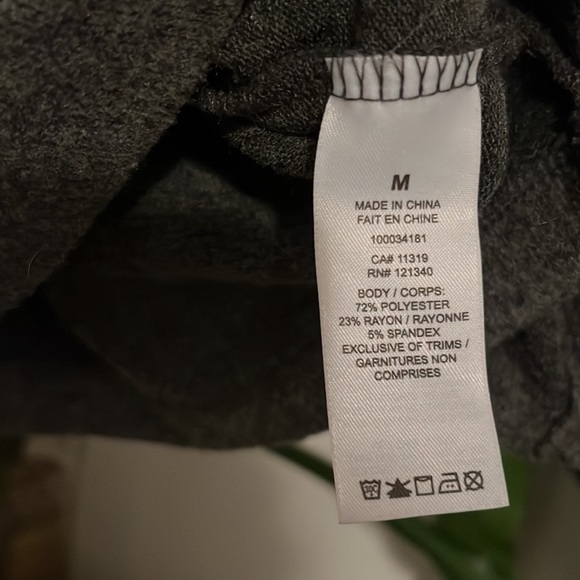 M
MADE IN CHINA
FAIT EN CHINE
100034181
CA# 11319
RN# 121340
BODY / CORPS:
72% POLYESTER
23% RAYON / RAYONNE
5% SPANDEX
EXCLUSIVE OF TRIMS /
GARNITURES NON
COMPRISES
30C